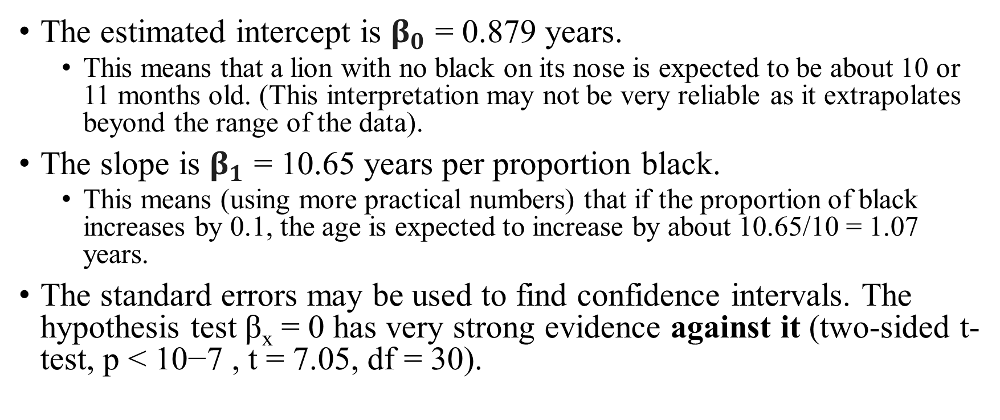 • The estimated intercept is β₀ = 0.879 years.
• This means that a lion with no black on its nose is expected to be about 10 or
11 months old. (This interpretation may not be very reliable as it extrapolates
beyond the range of the data).
• The slope is β₁ = 10.65 years per proportion black.
• This means (using more practical numbers) that if the proportion of black
increases by 0.1, the age is expected to increase by about 10.65/10 = 1.07
years.
• The standard errors may be used to find confidence intervals. The
hypothesis test βₓ = 0 has very strong evidence against it (two-sided t-
test, p < 10−7 , t = 7.05, df = 30).